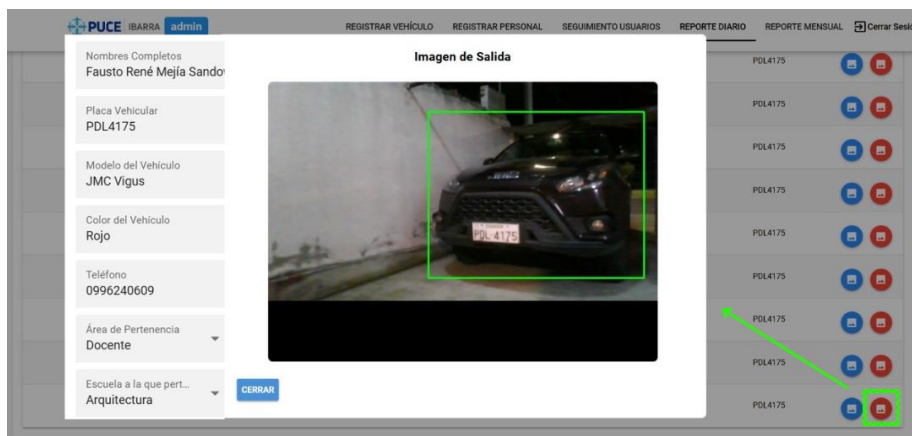 PUCE IBARRA admin
REGISTRAR VEHÍCULO REGISTRAR PERSONAL SEGUIMIENTO USUARIOS REPORTE DIARIO REPORTE MENSUAL Cerrar Sesió
Imagen de Salida
Nombres Completos
Fausto René Mejía Sando
Placa Vehicular
PDL4175
Modelo del Vehículo
JMC Vigus
Color del Vehículo
Rojo
Teléfono
0996240609
Área de Pertenencia
Docente
Escuela a la que pert...
Arquitectura
PDL-4175
CERRAR
PDL4175
PDL4175
PDL4175
PDL4175
PDL4175
PDL4175
PDL4175
PDL4175
PDL4175